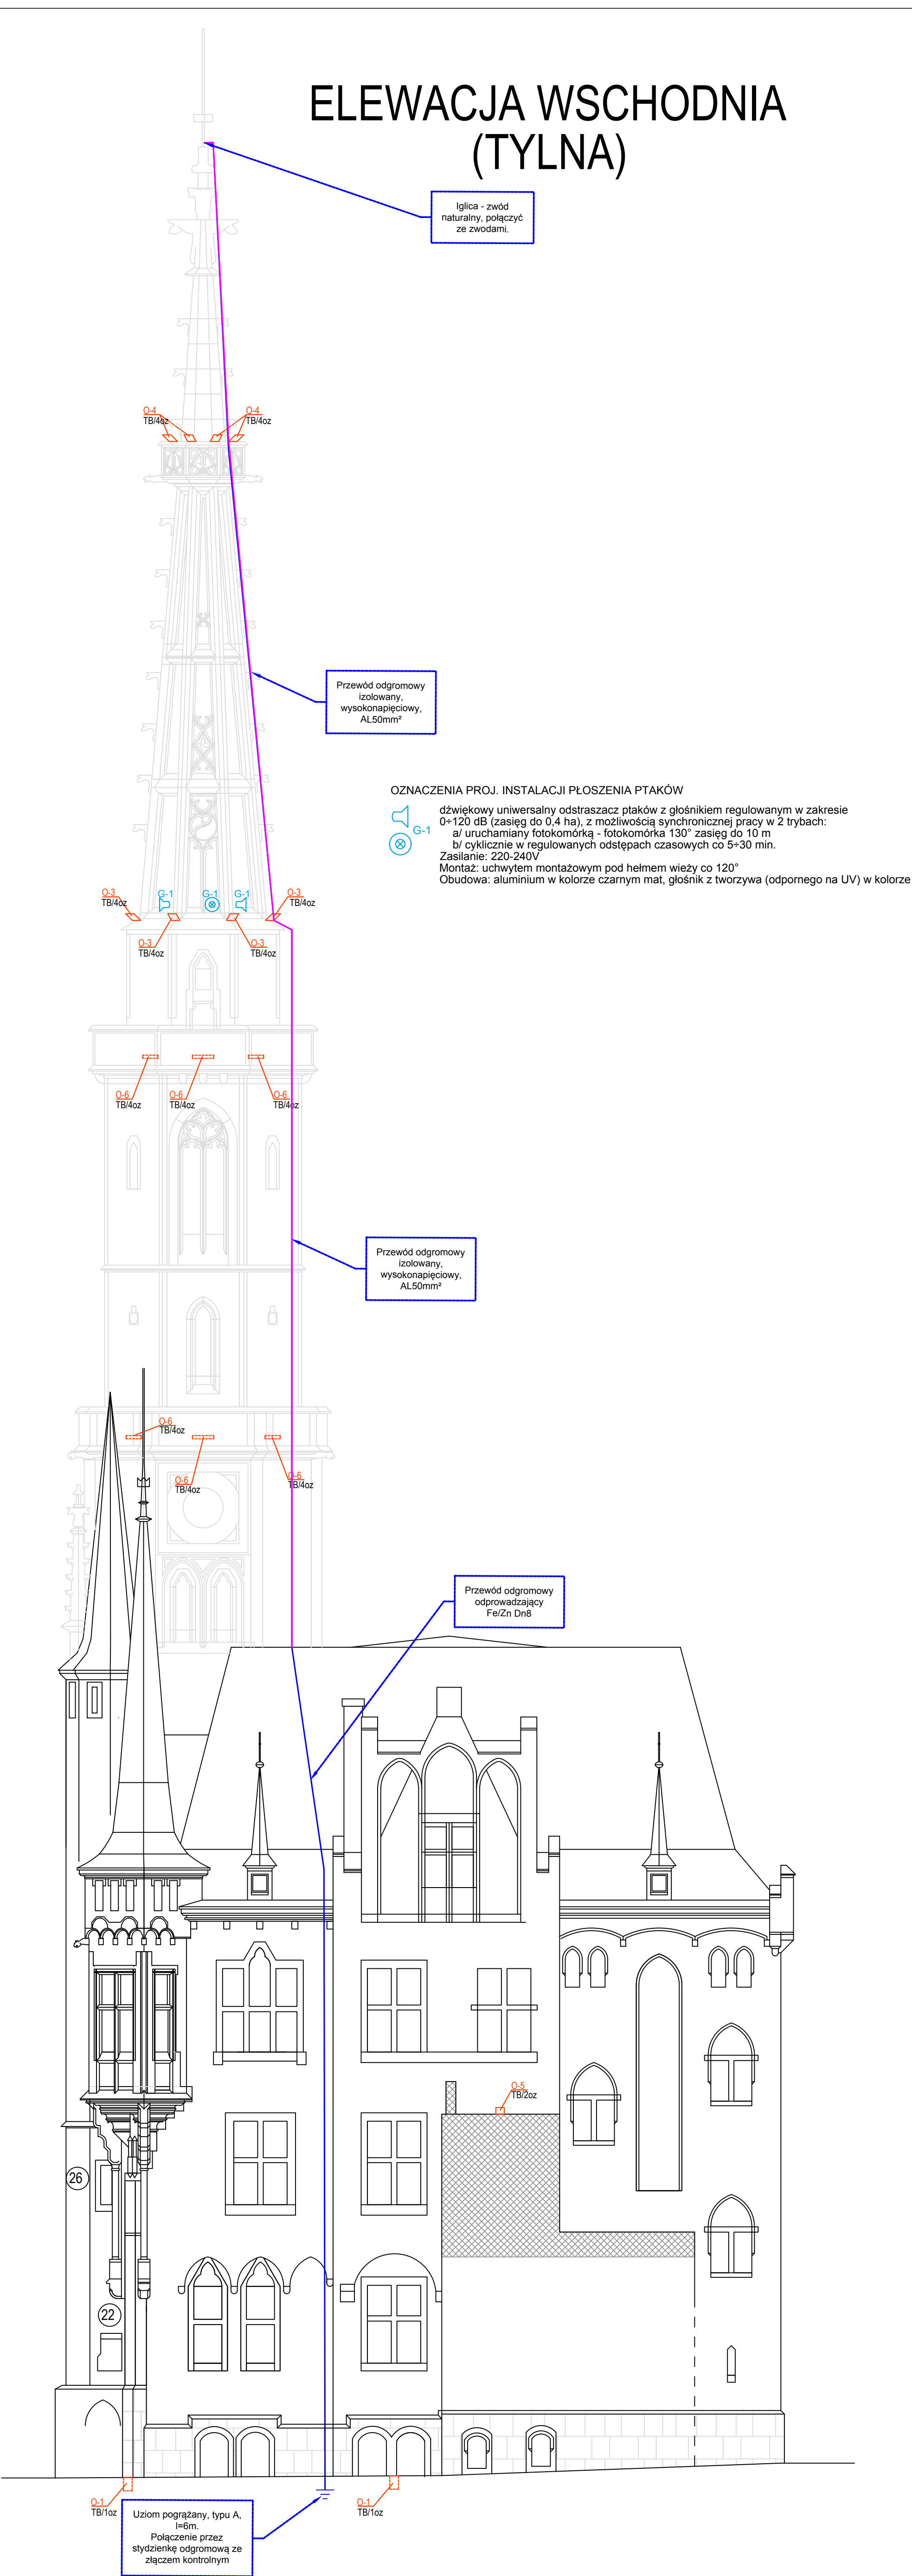 ELEWACJA WSCHODNIA
(TYLNA)
Iglica - zwód
naturalny, połączyć
ze zwodami.
O-4
TB/4oz
O-4
TB/4oz
Przewód odgromowy
izolowany,
wysokonapięciowy,
AL50mm²
OZNACZENIA PROJ. INSTALACJI PŁOSZENIA PTAKÓW
G-1
dźwiękowy uniwersalny odstraszacz ptaków z głośnikiem regulowanym w zakresie
0÷120 dB (zasięg do 0,4 ha), z możliwością synchronicznej pracy w 2 trybach:
a/ uruchamiany fotokomórką - fotokomórka 130° zasięg do 10 m
b/ cyklicznie w regulowanych odstępach czasowych co 5÷30 min.
Zasilanie: 220-240V
Montaż: uchwytem montażowym pod hełmem wieży co 120°
Obudowa: aluminium w kolorze czarnym mat, głośnik z tworzywa (odpornego na UV) w kolorze
O-3
TB/4oz
G-1
G-1
G-1
O-3
TB/4oz
O-3
TB/4oz
O-3
TB/4oz
O-6
TB/4oz
O-6
TB/4oz
O-6
TB/4oz
Przewód odgromowy
izolowany,
wysokonapięciowy,
AL50mm²
O-6
TB/4oz
O-6
TB/4oz
O-6
TB/4oz
Przewód odgromowy
odprowadzający
Fe/Zn Dn8
O-5
TB/2oz
26
22
O-1
TB/1oz
O-1
TB/1oz
Uziom pogrążany, typu A,
l=6m.
Połączenie przez
stydzienkę odgromową ze
złączem kontrolnym